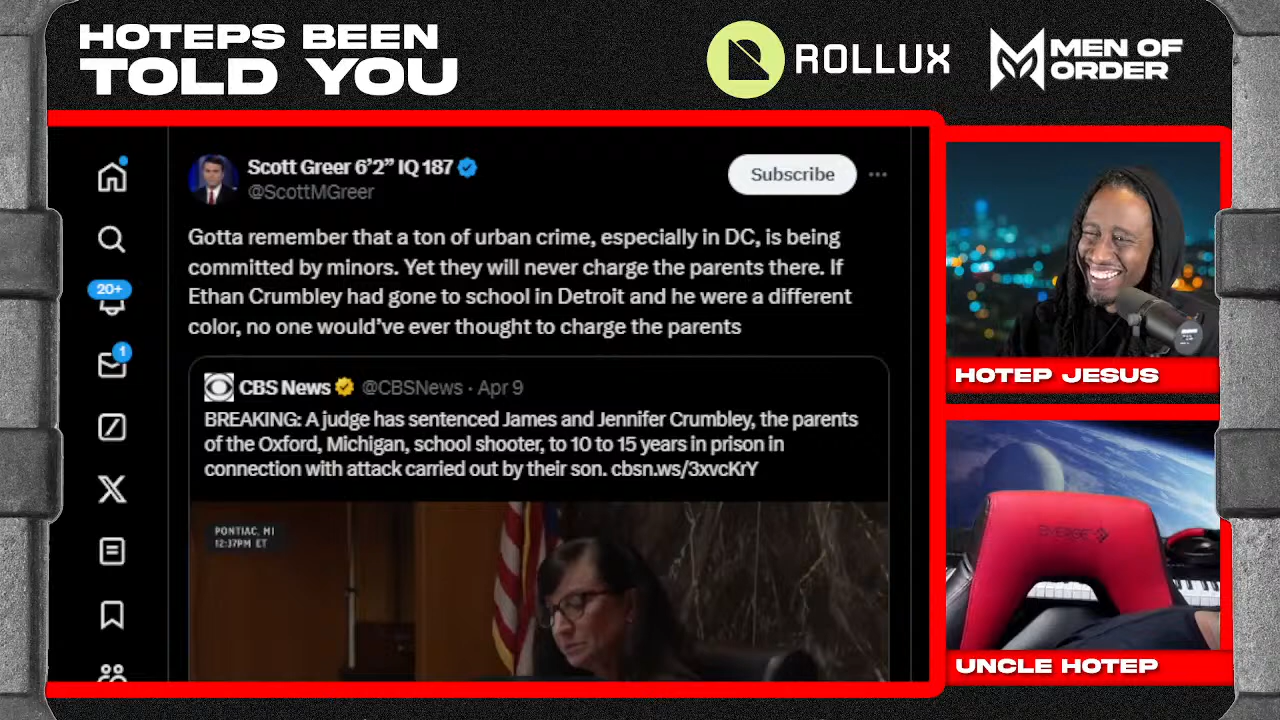 HOTEPS BEEN
TOLD YOU
ROLLUX
MEN OF
ORDER
Scott Greer 6’2” IQ 187
@ScottMGreer
Subscribe
Gotta remember that a ton of urban crime, especially in DC, is being
committed by minors. Yet they will never charge the parents there. If
Ethan Crumbley had gone to school in Detroit and he were a different
color, no one would’ve ever thought to charge the parents
20+
1
CBS News @CBSNews · Apr 9
BREAKING: A judge has sentenced James and Jennifer Crumbley, the parents
of the Oxford, Michigan, school shooter, to 10 to 15 years in prison in
connection with attack carried out by their son. cbsn.ws/3xvcKrY
PONTIAC, MI
12:37PM ET
HOTEP JESUS
UNCLE HOTEP